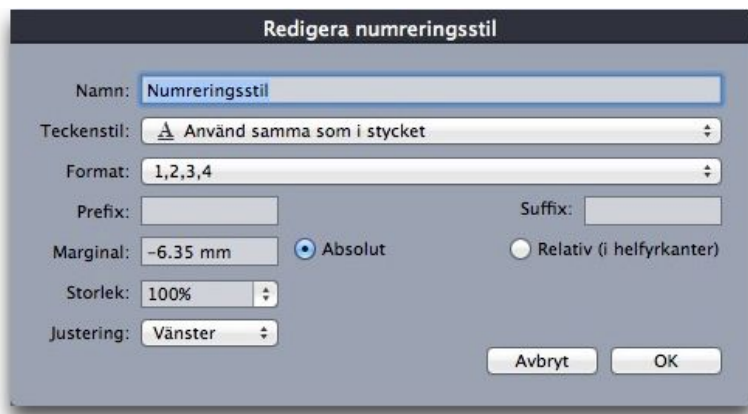 Redigera numreringsstil
Namn: Numreringsstil
Teckenstil: A Använd samma som i stycket
Format: 1,2,3,4
Prefix: Suffix:
Marginal: -6.35 mm Absolut Relativ (i helfyrkanter)
Storlek: 100%
Justering: Vänster
Avbryt OK